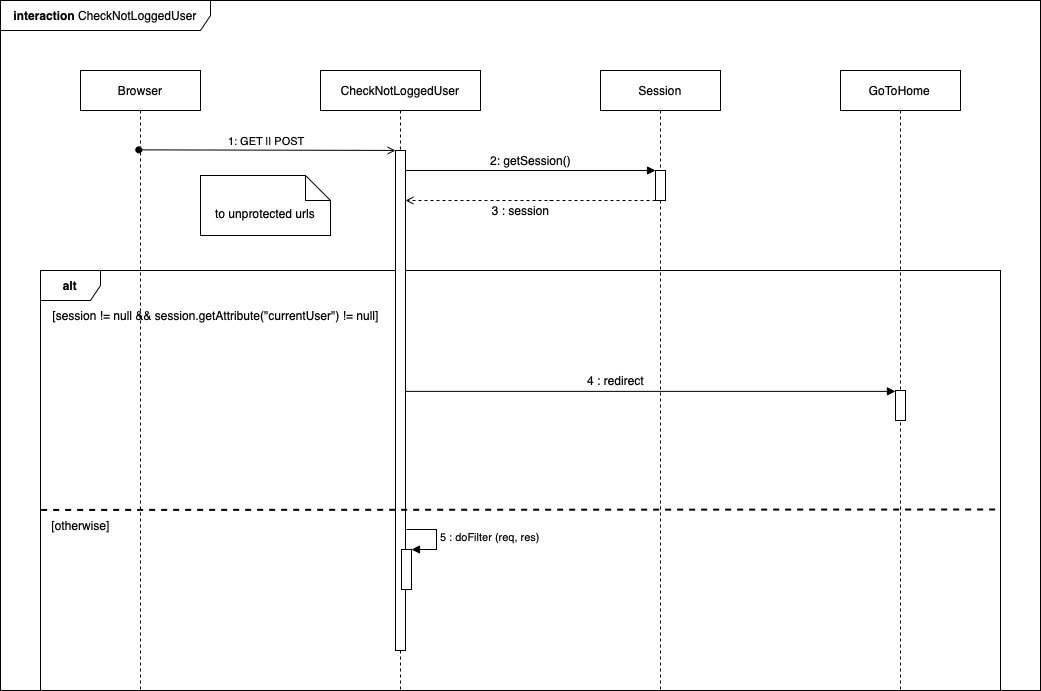 interaction CheckNotLoggedUser
Browser
CheckNotLoggedUser
Session
GoToHome
1: GET || POST
2: getSession()
to unprotected urls
3 : session
alt
[session != null && session.getAttribute("currentUser") != null]
4 : redirect
[otherwise]
5 : doFilter (req, res)